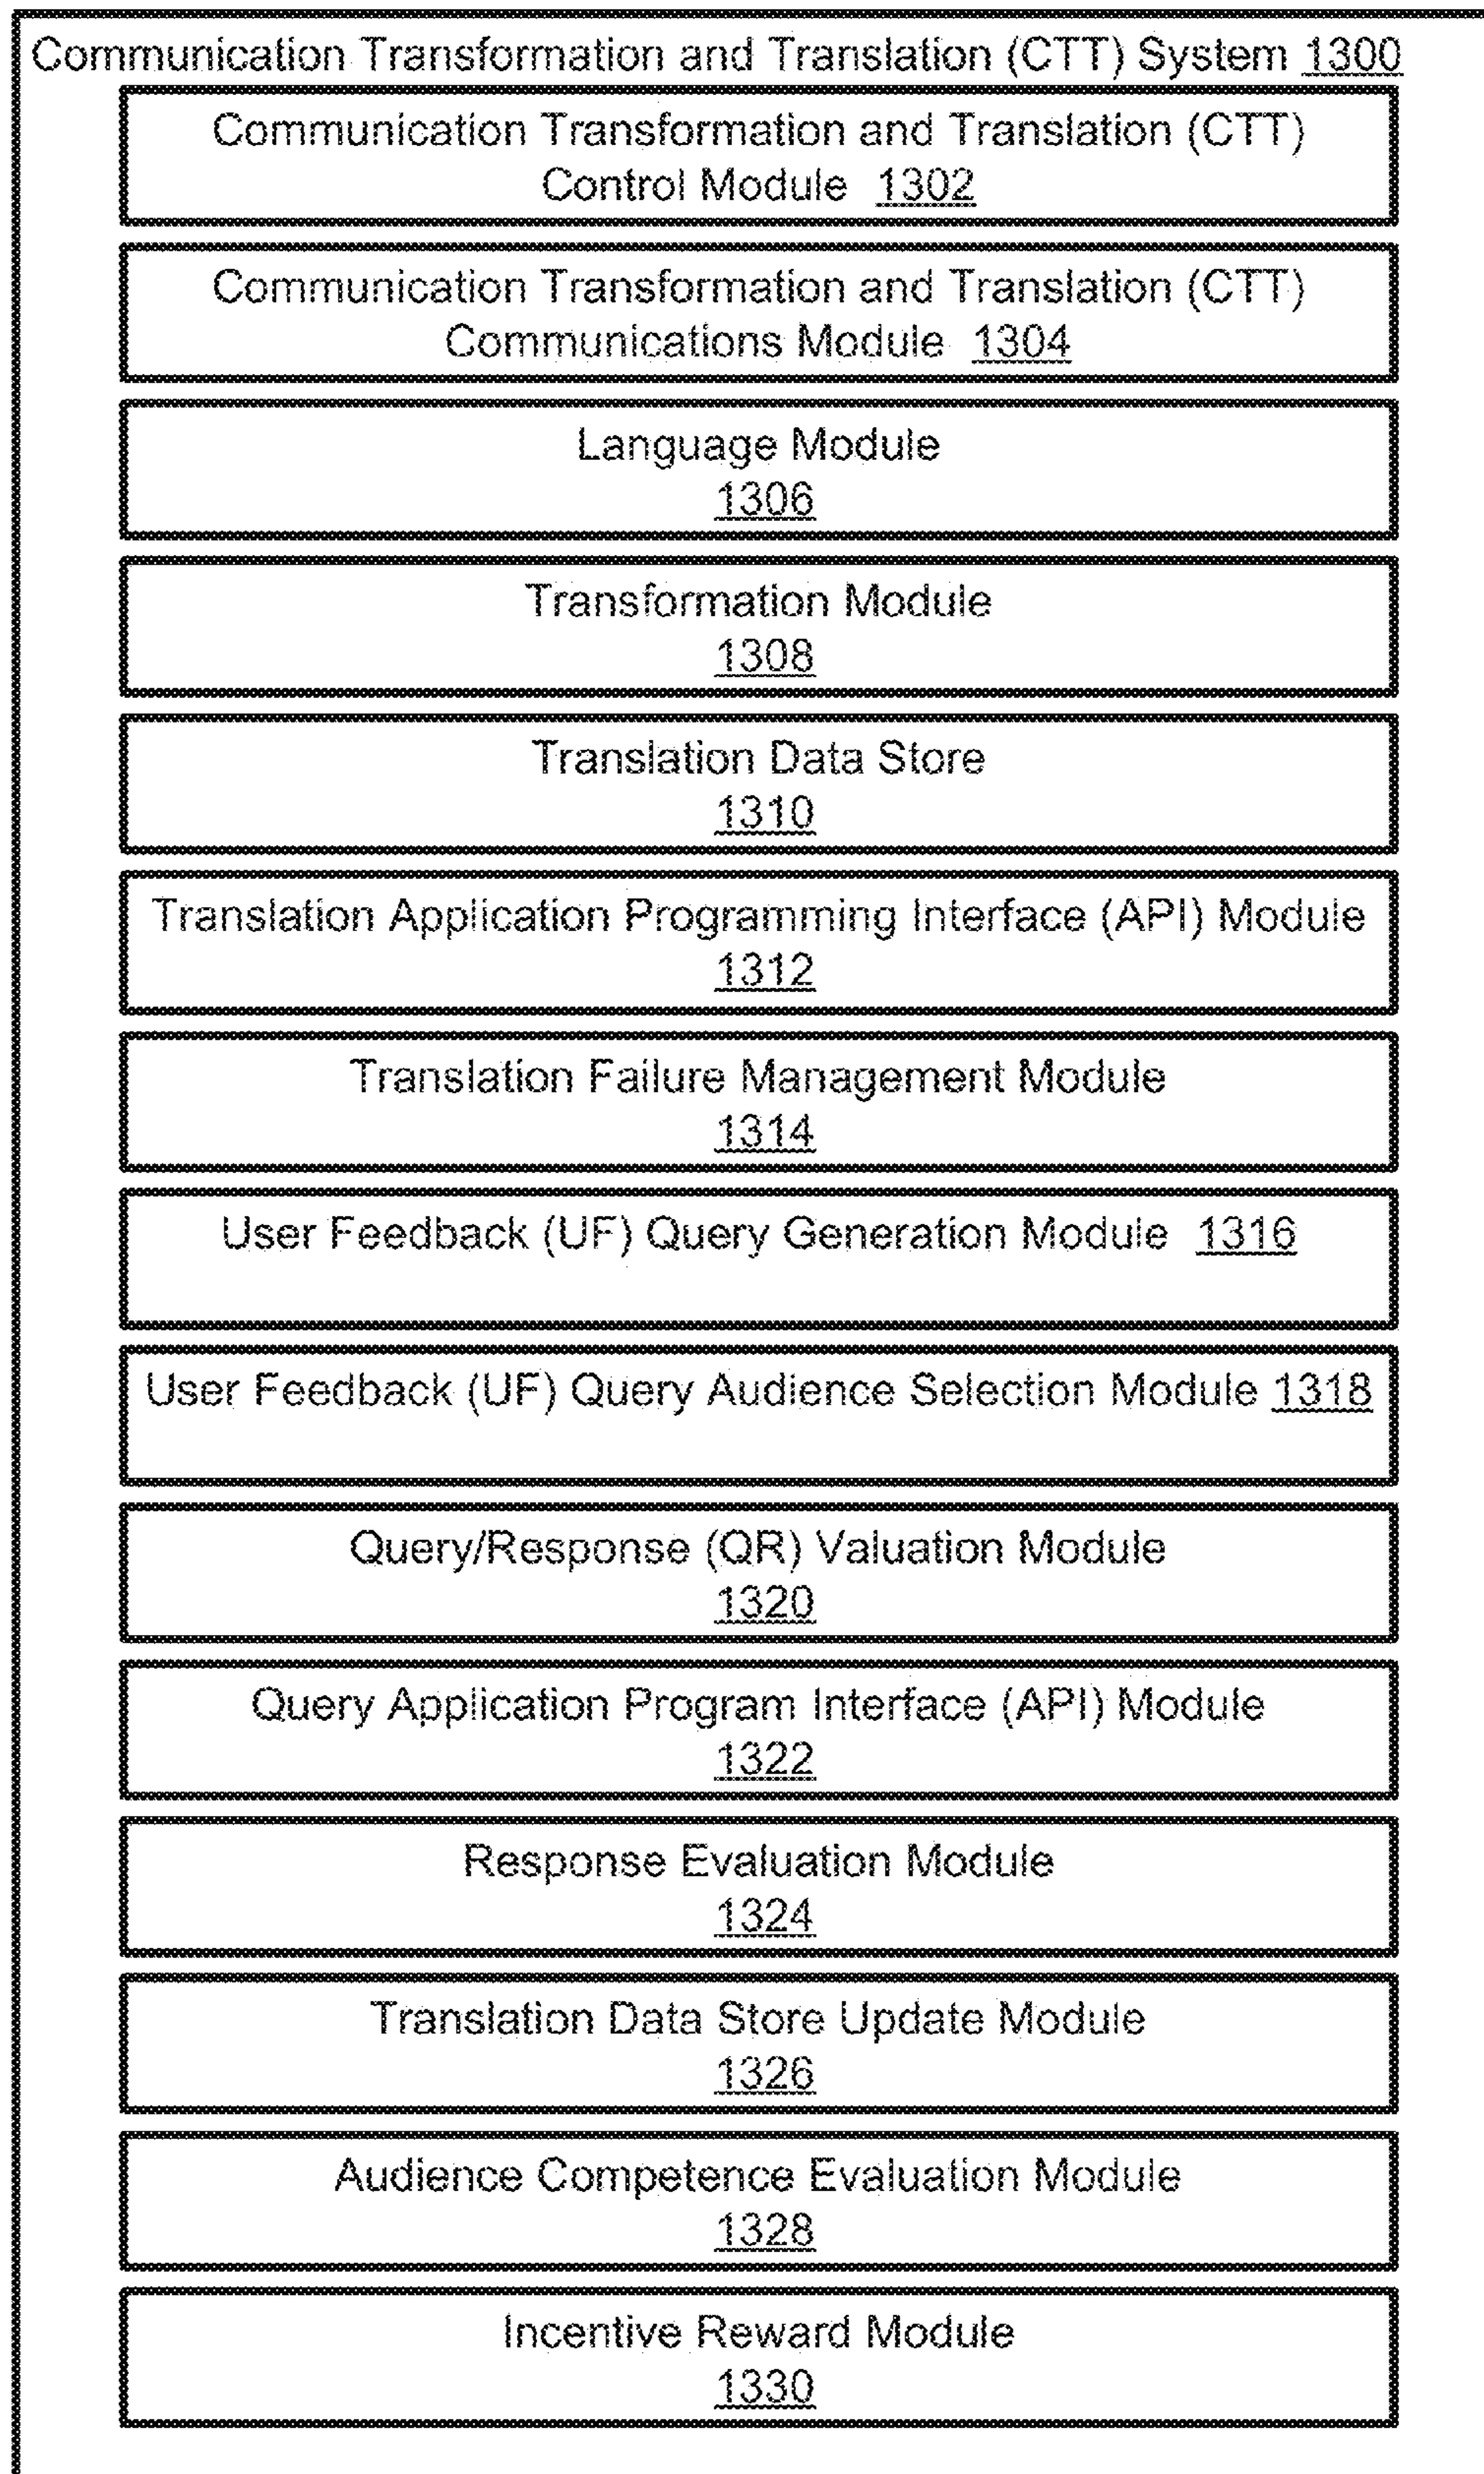 Communication Transformation and Translation (CTT) System 1300
Communication Transformation and Translation (CTT)
Control Module 1302
Communication Transformation and Translation (CTT)
Communications Module 1304
Language Module
1306
Transformation Module
1308
Translation Data Store
1310
Translation Application Programming Interface (API) Module
1312
Translation Failure Management Module
1314
User Feedback (UF) Query Generation Module 1316
User Feedback (UF) Query Audience Selection Module 1318
Query/Response (QR) Valuation Module
1320
Query Application Program Interface (API) Module
1322
Response Evaluation Module
1324
Translation Data Store Update Module
1326
Audience Competence Evaluation Module
1328
Incentive Reward Module
1330